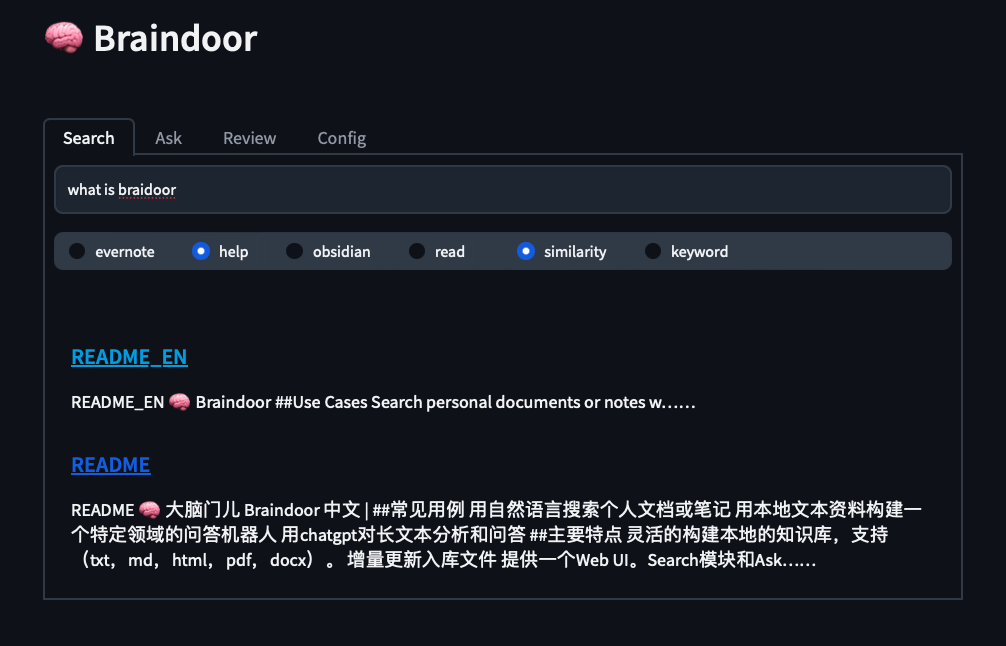 🧠 Braindoor
Search Ask Review Config
what is braidoor
evernote help obsidian read similarity keyword
README_EN
README_EN 🧠 Braindoor ##Use Cases Search personal documents or notes w……
README
README 🧠 大脑门儿 Braindoor 中文 | ##常见用例 用自然语言搜索个人文档或笔记 用本地文本资料构建一
个特定领域的问答机器人 用chatgpt对长文本分析和问答 ##主要特点 灵活的构建本地的知识库，支持
（txt，md，html，pdf，docx）。 增量更新入库文件 提供一个Web UI。Search模块和Ask……